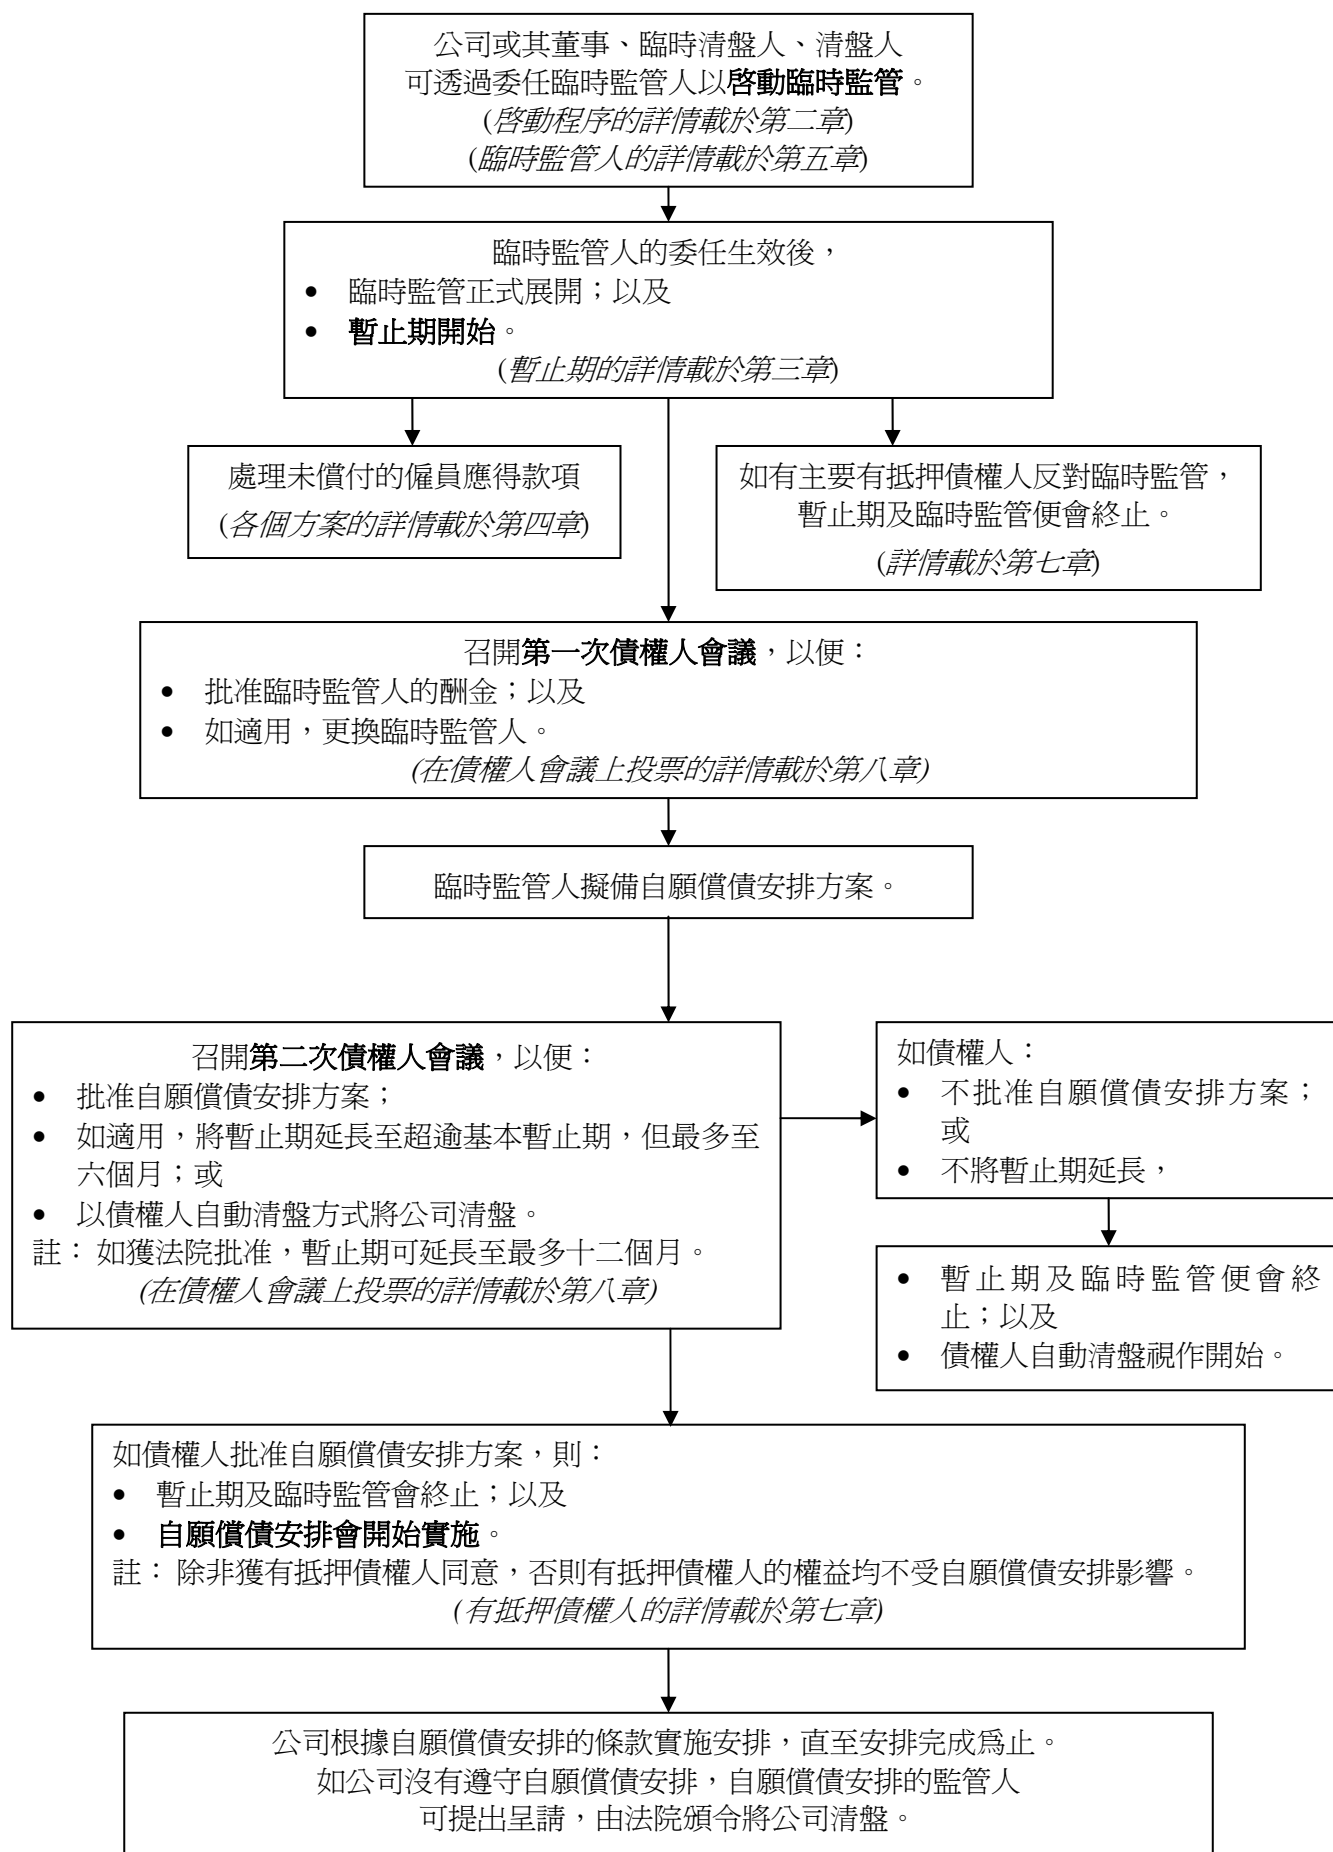 公司或其董事、臨時清盤人、清盤人
可透過委任臨時監管人以啓動臨時監管。
(啓動程序的詳情載於第二章)
(臨時監管人的詳情載於第五章)
臨時監管人的委任生效後，
• 臨時監管正式展開；以及
• 暫止期開始。
(暫止期的詳情載於第三章)
處理未償付的僱員應得款項
(各個方案的詳情載於第四章)
如有主要有抵押債權人反對臨時監管，
暫止期及臨時監管便會終止。
(詳情載於第七章)
召開第一次債權人會議，以便：
• 批准臨時監管人的酬金；以及
• 如適用，更換臨時監管人。
(在債權人會議上投票的詳情載於第八章)
臨時監管人擬備自願償債安排方案。
召開第二次債權人會議，以便：
• 批准自願償債安排方案；
• 如適用，將暫止期延長至超逾基本暫止期，但最多至
六個月；或
• 以債權人自動清盤方式將公司清盤。
註： 如獲法院批准，暫止期可延長至最多十二個月。
(在債權人會議上投票的詳情載於第八章)
如債權人：
• 不批准自願償債安排方案；
或
• 不將暫止期延長，
• 暫止期及臨時監管便會終
止；以及
• 債權人自動清盤視作開始。
如債權人批准自願償債安排方案，則：
• 暫止期及臨時監管會終止；以及
• 自願償債安排會開始實施。
註： 除非獲有抵押債權人同意，否則有抵押債權人的權益均不受自願償債安排影響。
(有抵押債權人的詳情載於第七章)
公司根據自願償債安排的條款實施安排，直至安排完成爲止。
如公司沒有遵守自願償債安排，自願償債安排的監管人
可提出呈請，由法院頒令將公司清盤。